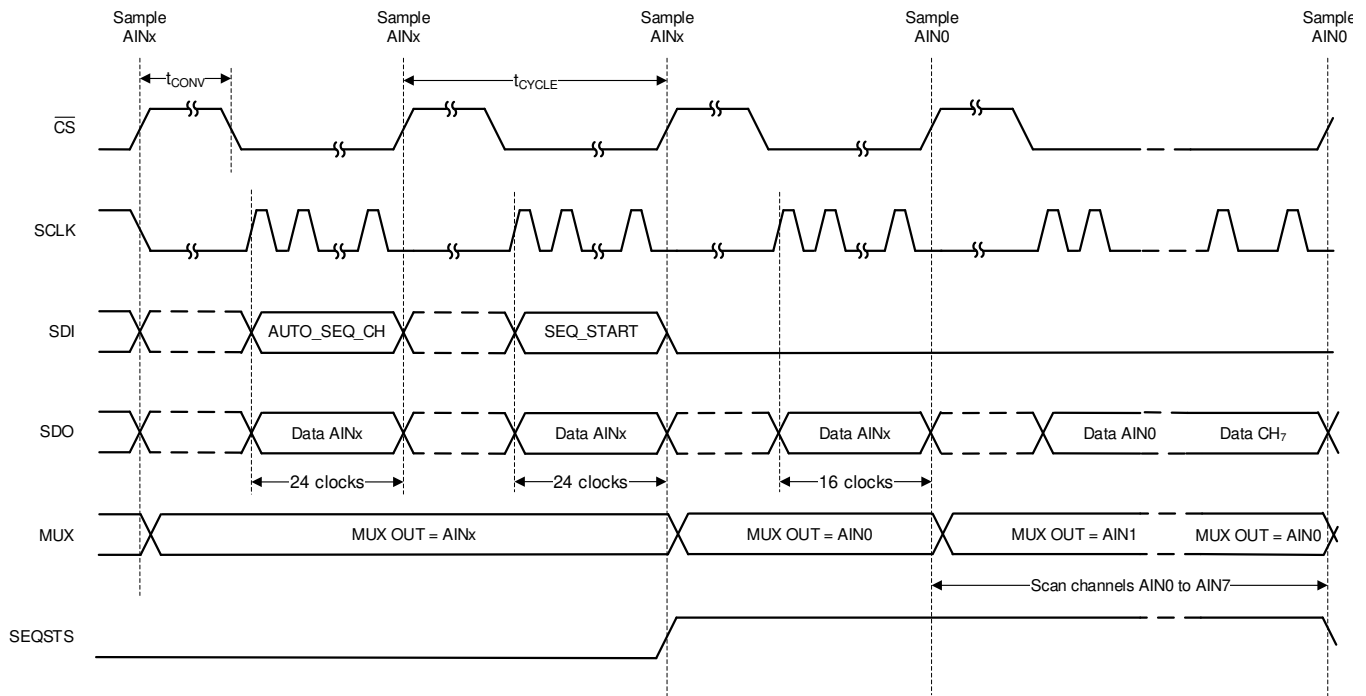 Sample
AINx
Sample
AINx
Sample
AINx
Sample
AIN0
Sample
AIN0
tCONV
tCYCLE
CS
SCLK
SDI
AUTO_SEQ_CH
SEQ_START
SDO
Data AINx
Data AINx
Data AINx
Data AIN0
Data CH7
24 clocks
24 clocks
16 clocks
MUX
MUX OUT = AINx
MUX OUT = AIN0
MUX OUT = AIN1
MUX OUT = AIN0
Scan channels AIN0 to AIN7
SEQSTS